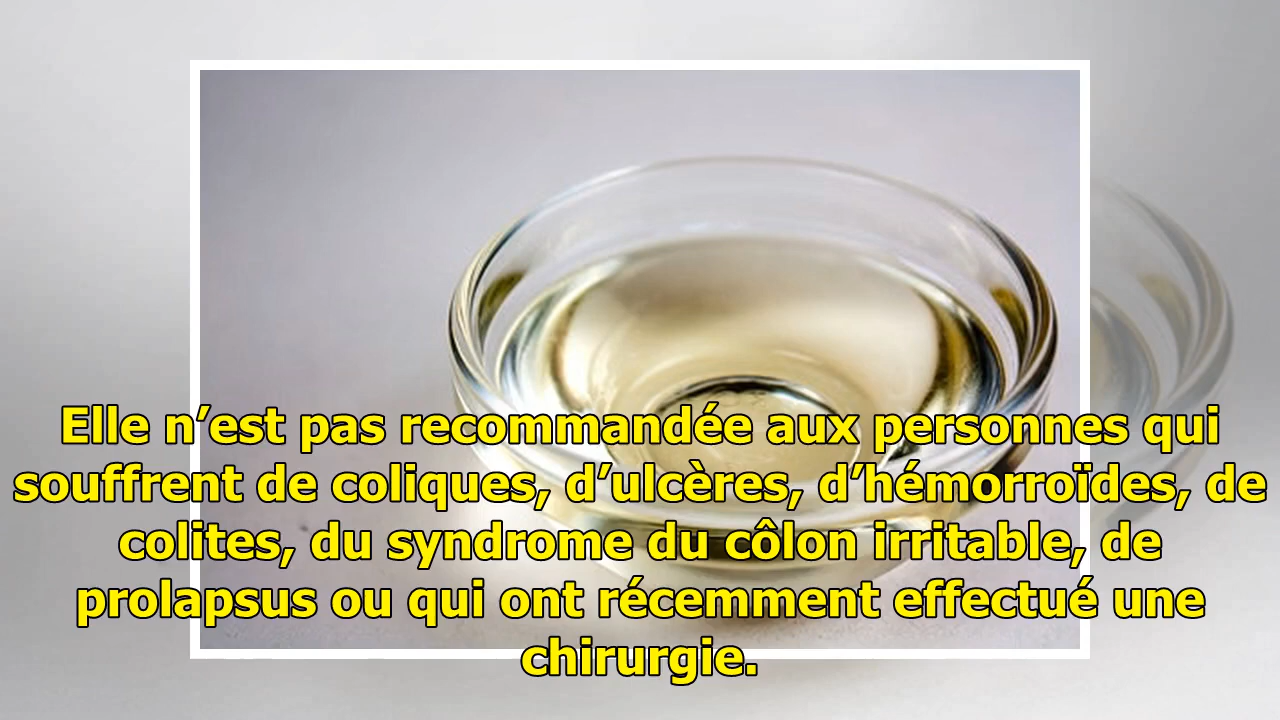 Elle n’est pas recommandée aux personnes qui
souffrent de coliques, d’ulcères, d’hémorroïdes, de
colites, du syndrome du côlon irritable, de
prolapsus ou qui ont récemment effectué une
chirurgie.